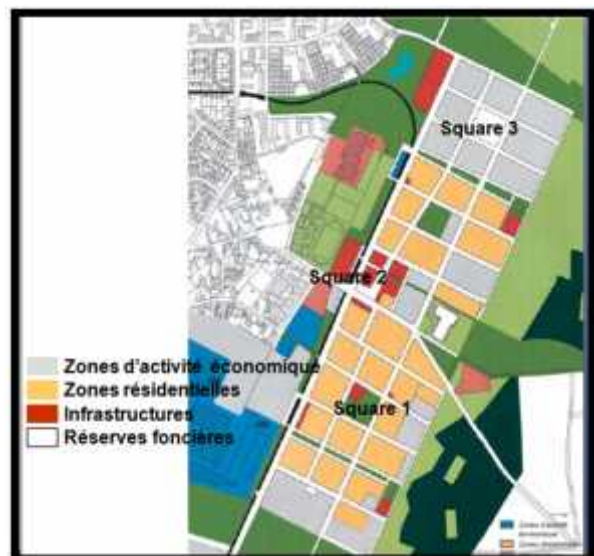 Square 3
Square 2
Square 1
Zones d'activité économique
Zones résidentielles
Infrastructures
Réserves foncières